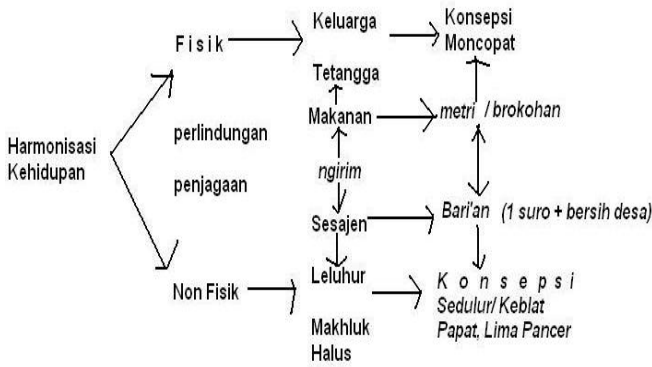 Keluarga
Konsepsi
Moncopat
Fisik
Tetangga
Makanan
metri / brokohan
perlindungan
Harmonisasi
Kehidupan
ngirim
penjagaan
Sesajen
Bari'an (1 suro + bersih desa)
Non Fisik
Leluhur
Konsepsi
Sedulur/ Keblat
Papat, Lima Pancer
Makhluk
Halus